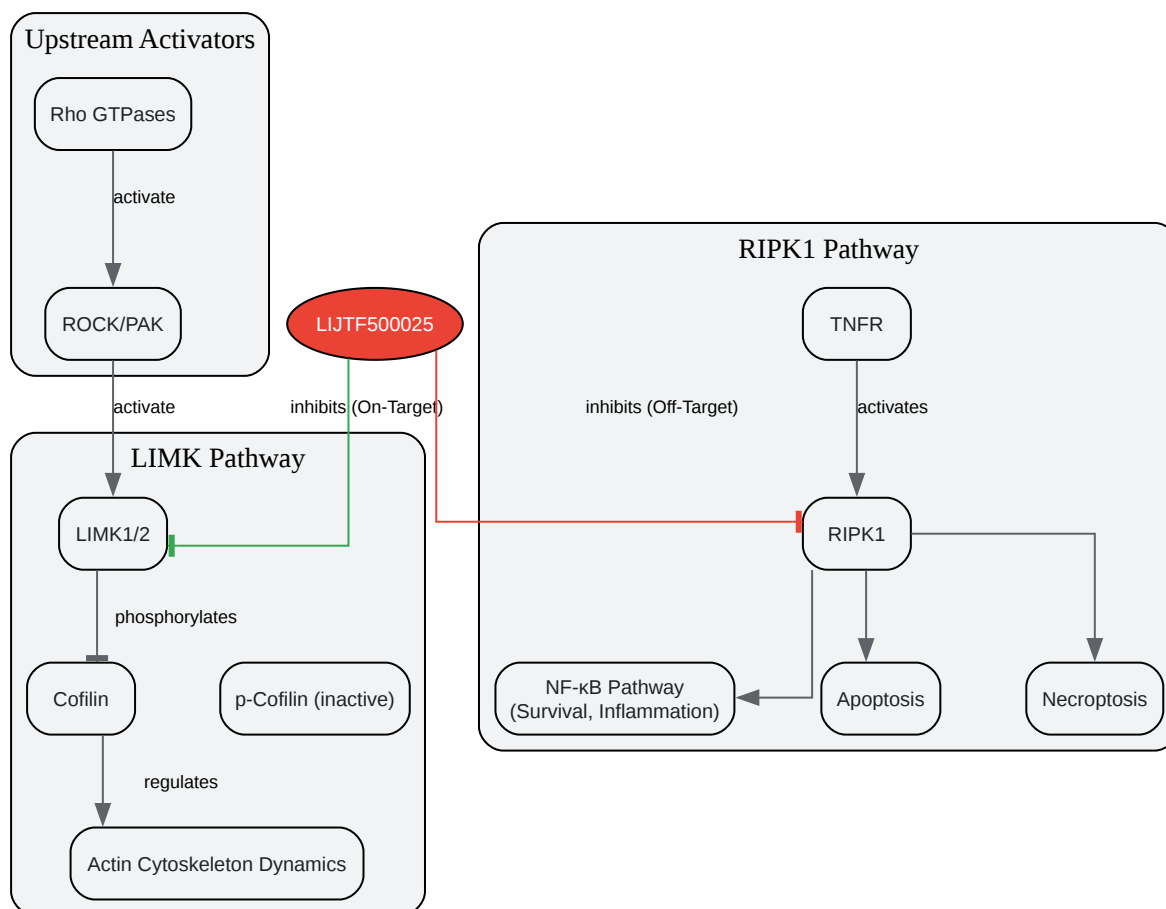 Upstream Activators
Rho GTPases
activate
ROCK/PAK
activate
LIJTF500025
inhibits (On-Target)
inhibits (Off-Target)
RIPK1 Pathway
TNFR
activates
RIPK1
NF-κB Pathway
(Survival, Inflammation)
Apoptosis
Necroptosis
LIMK Pathway
LIMK1/2
phosphorylates
Cofilin
p-Cofilin (inactive)
regulates
Actin Cytoskeleton Dynamics